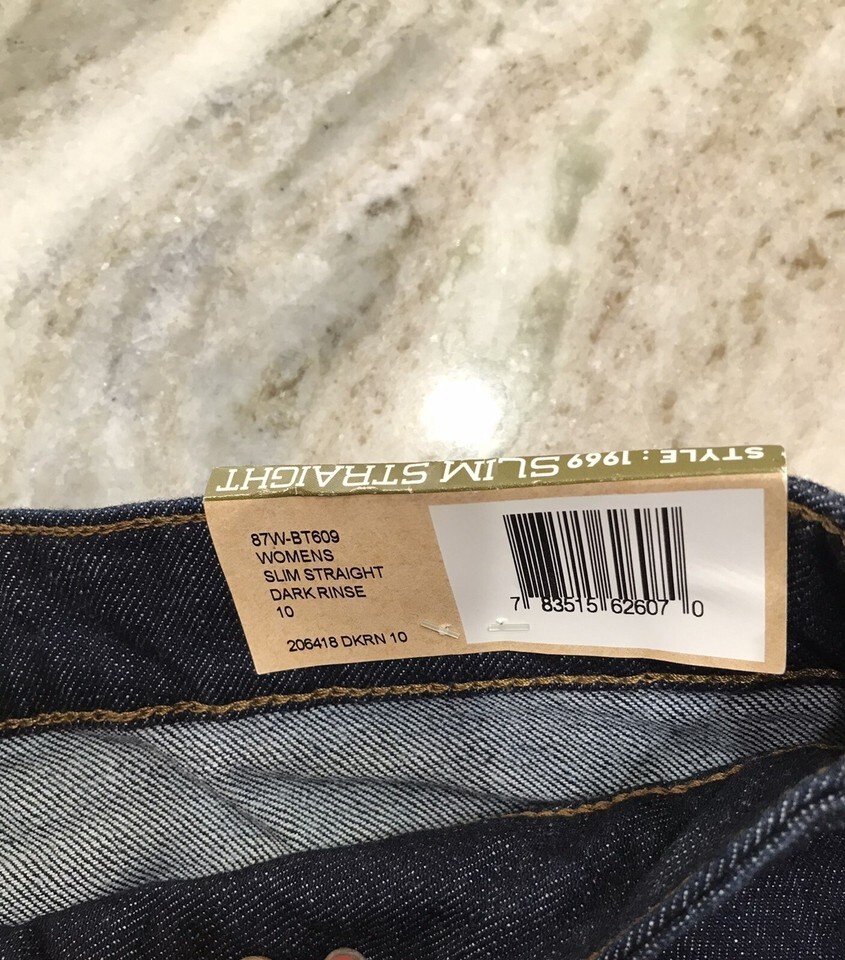 STYLE : 1969 SLIM STRAIGHT
87W-BT609
WOMENS
SLIM STRAIGHT
DARK RINSE
10
206418 DKRN 10
7 83515 62607 0